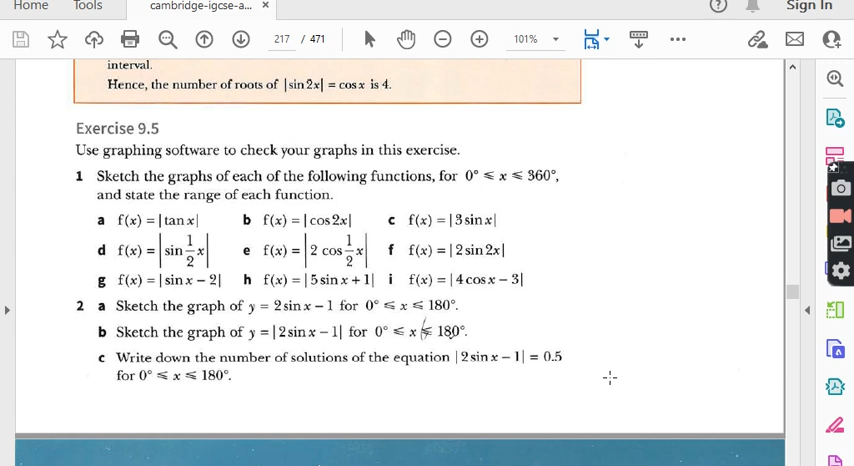 Home Tools cambridge-igcse-a... × Sign In
217 / 471 101%
interval.
Hence, the number of roots of |sin 2x| = cos x is 4.
Exercise 9.5
Use graphing software to check your graphs in this exercise.
1 Sketch the graphs of each of the following functions, for 0° ⩽ x ⩽ 360°,
and state the range of each function.
a f(x) = |tan x| b f(x) = |cos 2x| c f(x) = |3 sin x|
d f(x) = |sin 1/2 x| e f(x) = |2 cos 1/2 x| f f(x) = |2 sin 2x|
g f(x) = |sin x − 2| h f(x) = |5 sin x + 1| i f(x) = |4 cos x − 3|
2 a Sketch the graph of y = 2 sin x − 1 for 0° ⩽ x ⩽ 180°.
b Sketch the graph of y = |2 sin x − 1| for 0° ⩽ x ⩽ 180°.
c Write down the number of solutions of the equation |2 sin x − 1| = 0.5
for 0° ⩽ x ⩽ 180°.